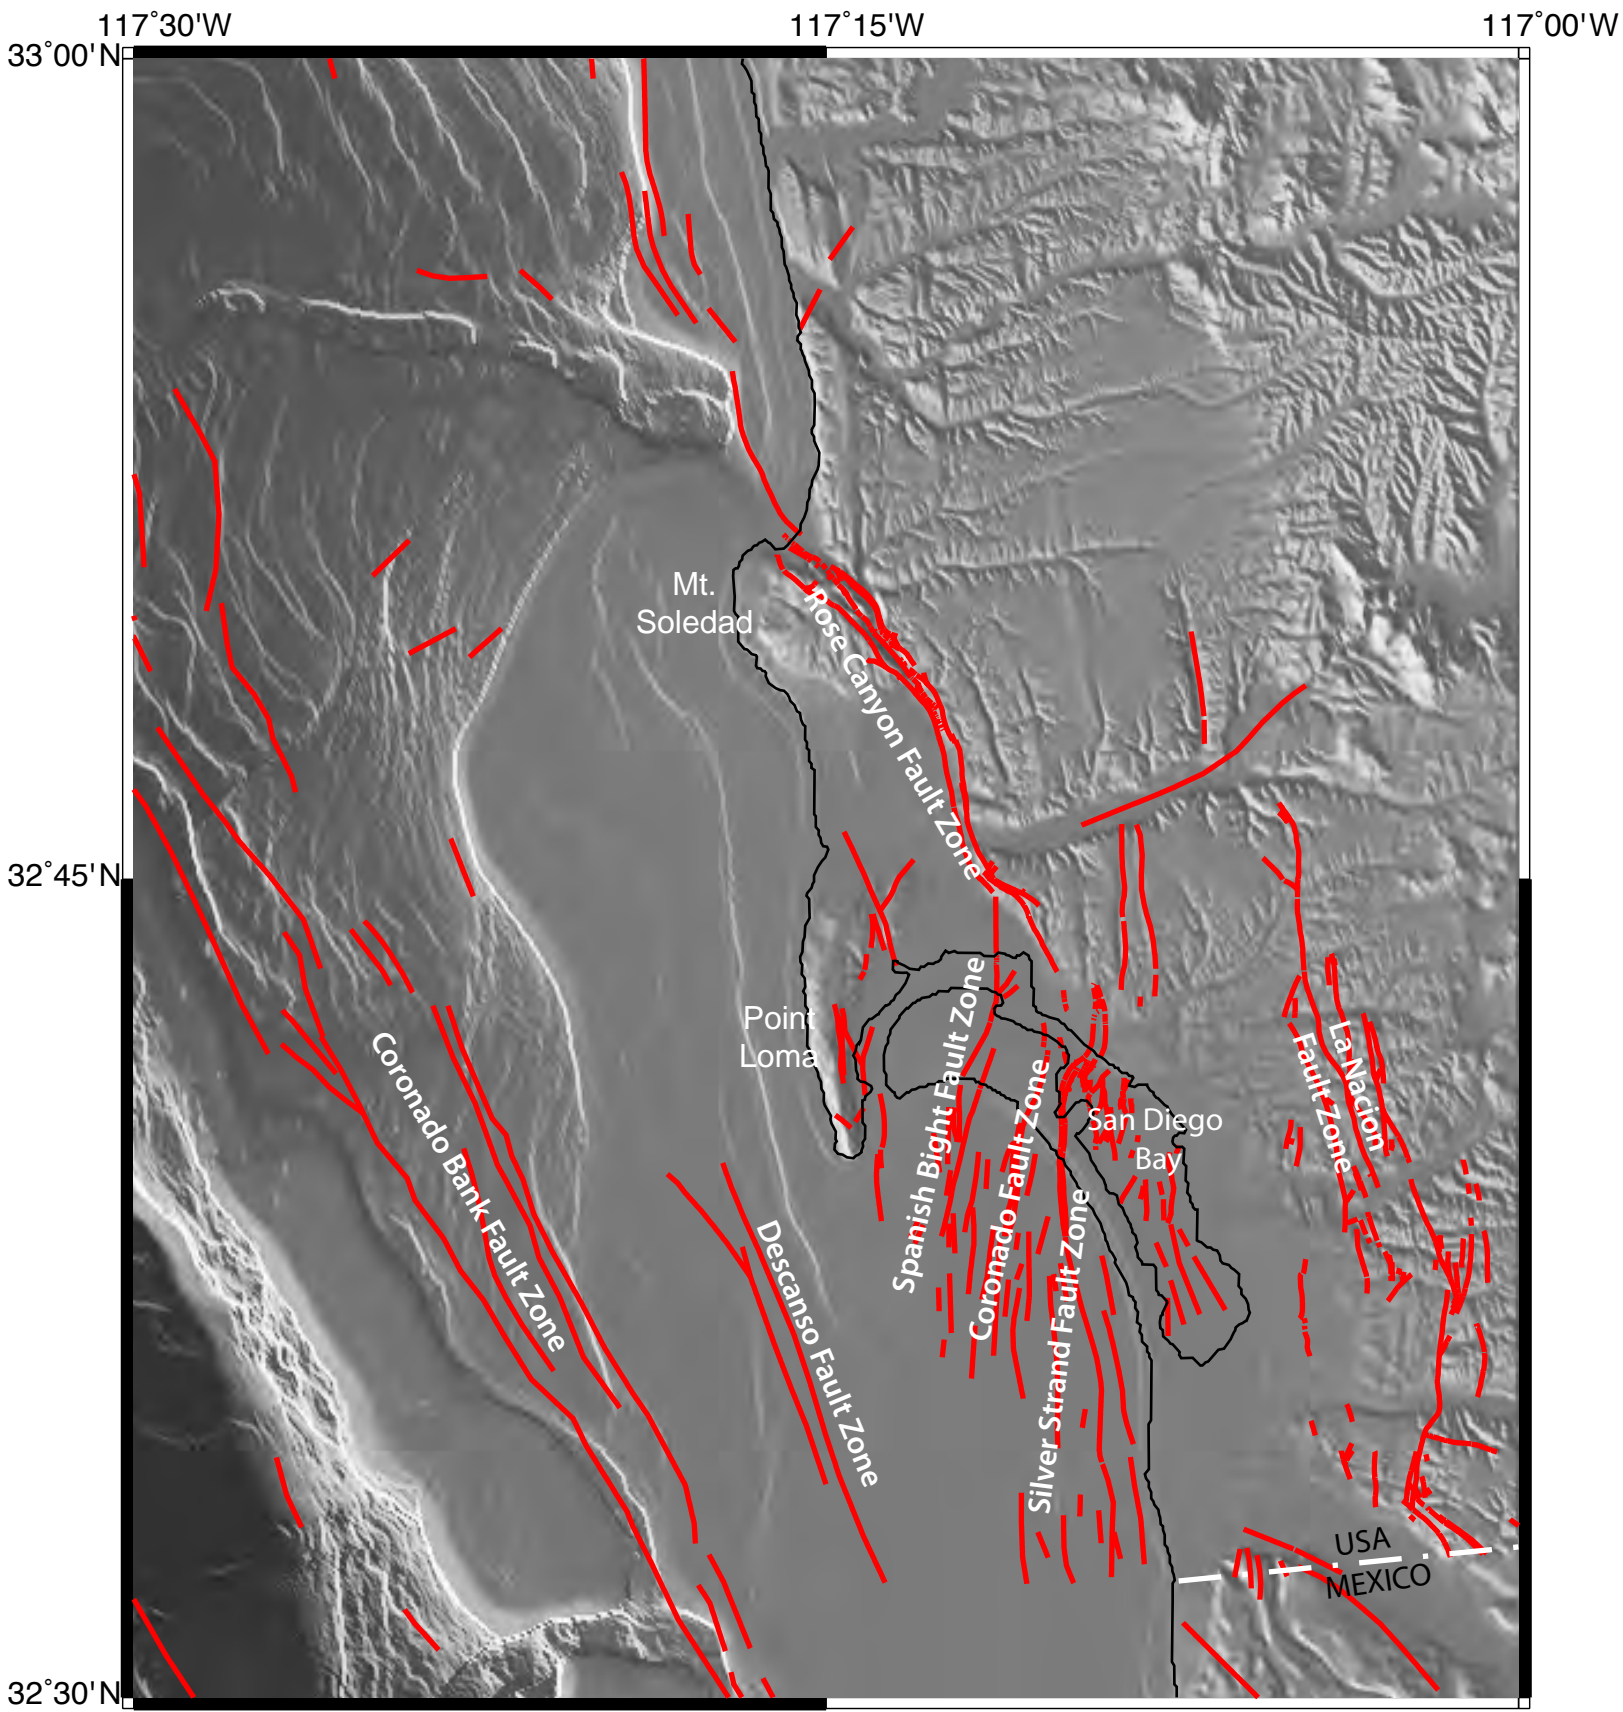 117˚30'W
117˚15'W
117˚00'W
33˚00'N
32˚45'N
32˚30'N
Mt.
Soledad
Rose Canyon Fault Zone
Point
Loma
San Diego
Bay
La Nacion
Fault Zone
Coronado Bank Fault Zone
Descanso Fault Zone
Spanish Bight Fault Zone
Coronado Fault Zone
Silver Strand Fault Zone
USA
MEXICO